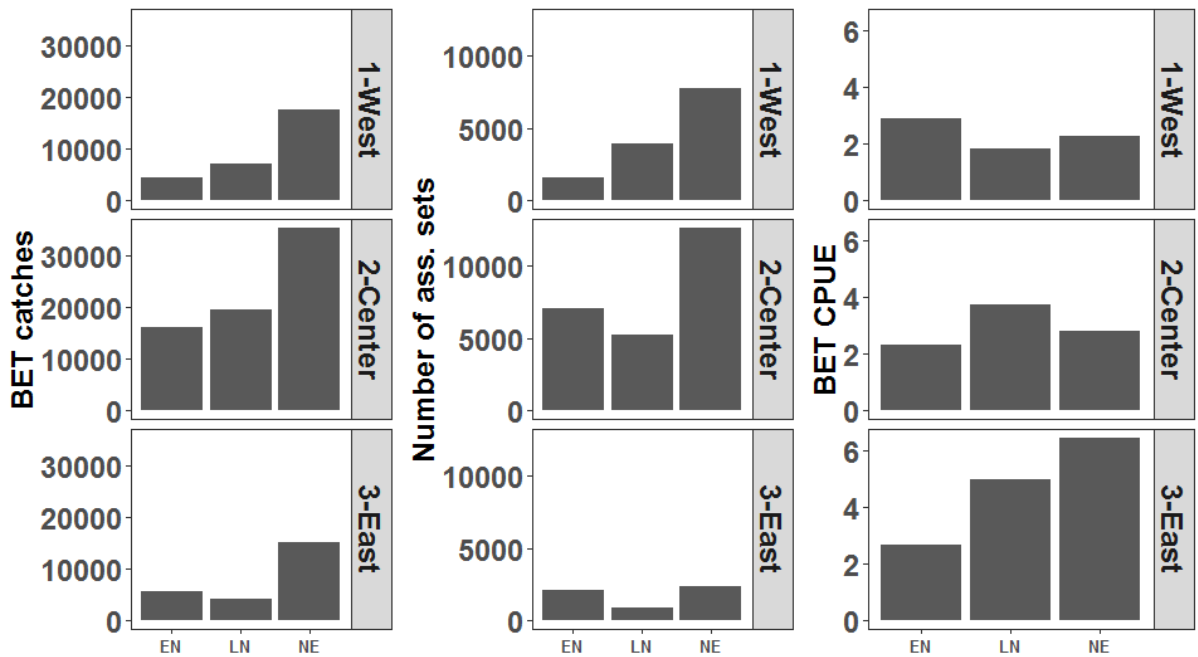 BET catches
30000
20000
10000
0
1-West
30000
20000
10000
0
2-Center
30000
20000
10000
0
3-East
EN LN NE
Number of ass. sets
10000
5000
0
1-West
10000
5000
0
2-Center
10000
5000
0
3-East
EN LN NE
BET CPUE
6
4
2
0
1-West
6
4
2
0
2-Center
6
4
2
0
3-East
EN LN NE